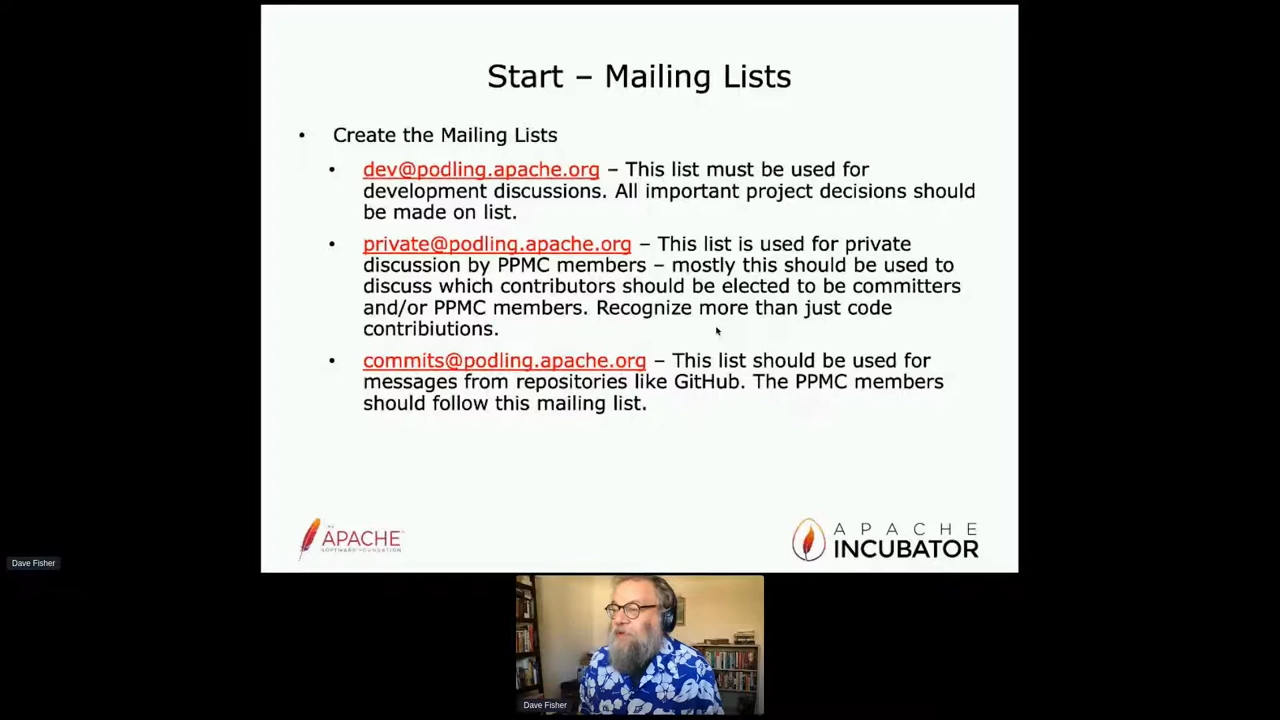 Start – Mailing Lists
• Create the Mailing Lists
• dev@podling.apache.org – This list must be used for
development discussions. All important project decisions should
be made on list.
• private@podling.apache.org – This list is used for private
discussion by PPMC members – mostly this should be used to
discuss which contributors should be elected to be committers
and/or PPMC members. Recognize more than just code
contribiutions.
• commits@podling.apache.org – This list should be used for
messages from repositories like GitHub. The PPMC members
should follow this mailing list.
THE
APACHE
SOFTWARE FOUNDATION
APACHE
INCUBATOR
Dave Fisher
Dave Fisher